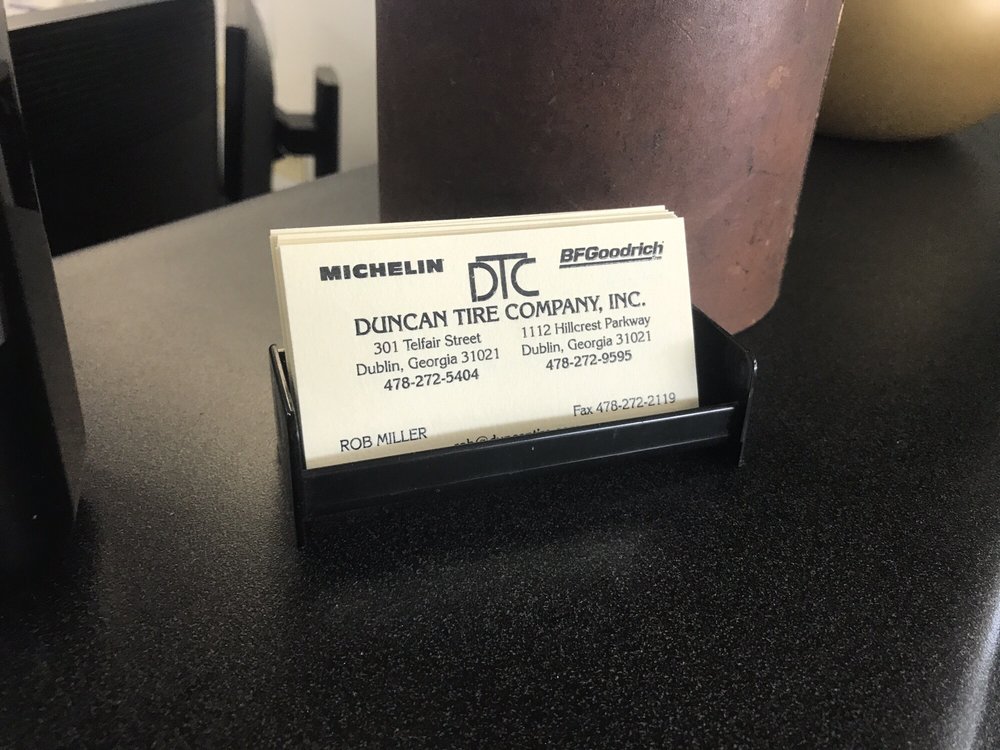 MICHELIN DTC BFGoodrich
DUNCAN TIRE COMPANY, INC.
301 Telfair Street
Dublin, Georgia 31021
478-272-5404
1112 Hillcrest Parkway
Dublin, Georgia 31021
478-272-9595
Fax 478-272-2119
ROB MILLER